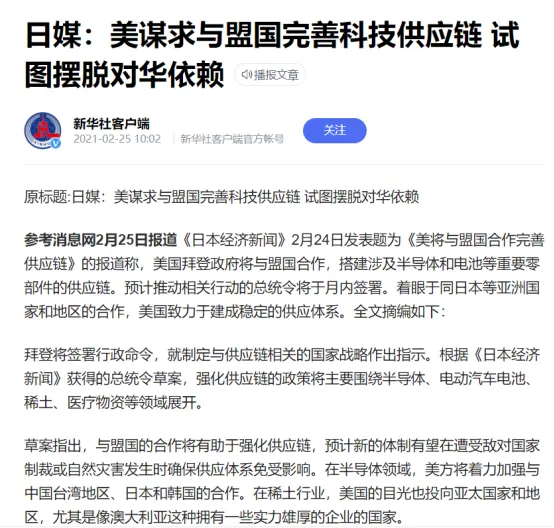 日媒：美谋求与盟国完善科技供应链 试
图摆脱对华依赖 播报文章
新华社客户端
2021-02-25 10:02 新华社客户端官方帐号
关注
原标题:日媒：美谋求与盟国完善科技供应链 试图摆脱对华依赖
参考消息网2月25日报道《日本经济新闻》2月24日发表题为《美将与盟国合作完善
供应链》的报道称，美国拜登政府将与盟国合作，搭建涉及半导体和电池等重要零
部件的供应链。预计推动相关行动的总统令将于月内签署。着眼于同日本等亚洲国
家和地区的合作，美国致力于建成稳定的供应体系。全文摘编如下：
拜登将签署行政命令，就制定与供应链相关的国家战略作出指示。根据《日本经济
新闻》获得的总统令草案，强化供应链的政策将主要围绕半导体、电动汽车电池、
稀土、医疗物资等领域展开。
草案指出，与盟国的合作将有助于强化供应链，预计新的体制有望在遭受敌对国家
制裁或自然灾害发生时确保供应体系免受影响。在半导体领域，美方将着力加强与
中国台湾地区、日本和韩国的合作。在稀土行业，美国的目光也投向亚太国家和地
区，尤其是像澳大利亚这种拥有一些实力雄厚的企业的国家。